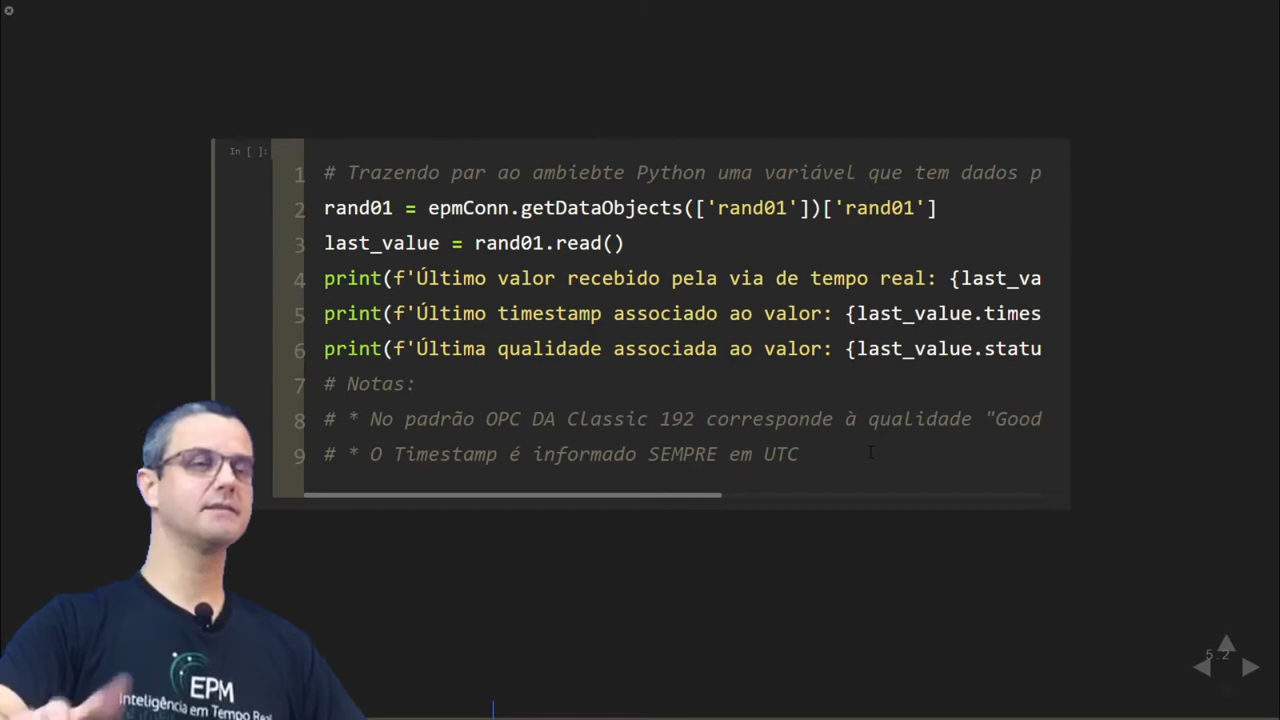 In [ ]:
1 # Trazendo par ao ambiebte Python uma variável que tem dados p
2 rand01 = epmConn.getDataObjects(['rand01'])['rand01']
3 last_value = rand01.read()
4 print(f'Último valor recebido pela via de tempo real: {last_va
5 print(f'Último timestamp associado ao valor: {last_value.times
6 print(f'Última qualidade associada ao valor: {last_value.statu
7 # Notas:
8 # * No padrão OPC DA Classic 192 corresponde à qualidade "Good
9 # * O Timestamp é informado SEMPRE em UTC
EPM
Inteligência em Tempo Real
5.2